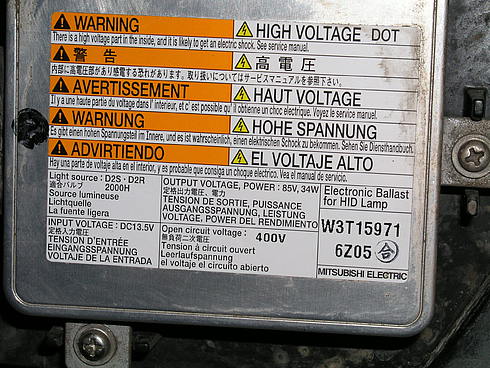 WARNING HIGH VOLTAGE DOT
There is a high voltage part in the inside, and it is likely to get an electric shock. See service manual.
警告 高電圧
内部に高電圧部があり感電する恐れがあります。取り扱いについてはサービスマニュアルを参照下さい。
AVERTISSEMENT HAUT VOLTAGE
Il y a une haute partie du voltage dans l' interieur, et c' est possible qu' il obtienne un choc electrique. Voyez le service manuel.
WARNUNG HOHE SPANNUNG
Es gibt einen hohen Spannungsteil im Innere, und es ist wahrscheinlich, einen elektrischen Schock zu bekommen. Sehen Sie Diensthandbuch.
ADVIRTIENDO EL VOLTAJE ALTO
Hay una parte de voltaje alta en el interior, y es probable que consiga un choque electrico. Vea el manual de servicio.
Light source : D2S・D2R
適合バルブ 2000H
Source lumineuse
Lichtquelle
La fuente ligera
INPUT VOLTAGE : DC13.5V
定格入力電圧
TENSION D'ENTRÉE
EINGANGSSPANNUNG
VOLTAJE DE LA ENTRADA
OUTPUT VOLTAGE, POWER : 85V, 34W
定格出力電圧、電力
TENSION DE SORTIE, PUISSANCE
AUSGANGSSPANNUNG, LEISTUNG
VOLTAGE, POWER DEL RENDIMIENTO
Open circuit voltage : 400V
無負荷二次電圧
Tension à circuit ouvert
Leerlaufspannung
el voltaje de circuito abierto
Electronic Ballast
for HID Lamp
W3T15971
6Z05 合
MITSUBISHI ELECTRIC